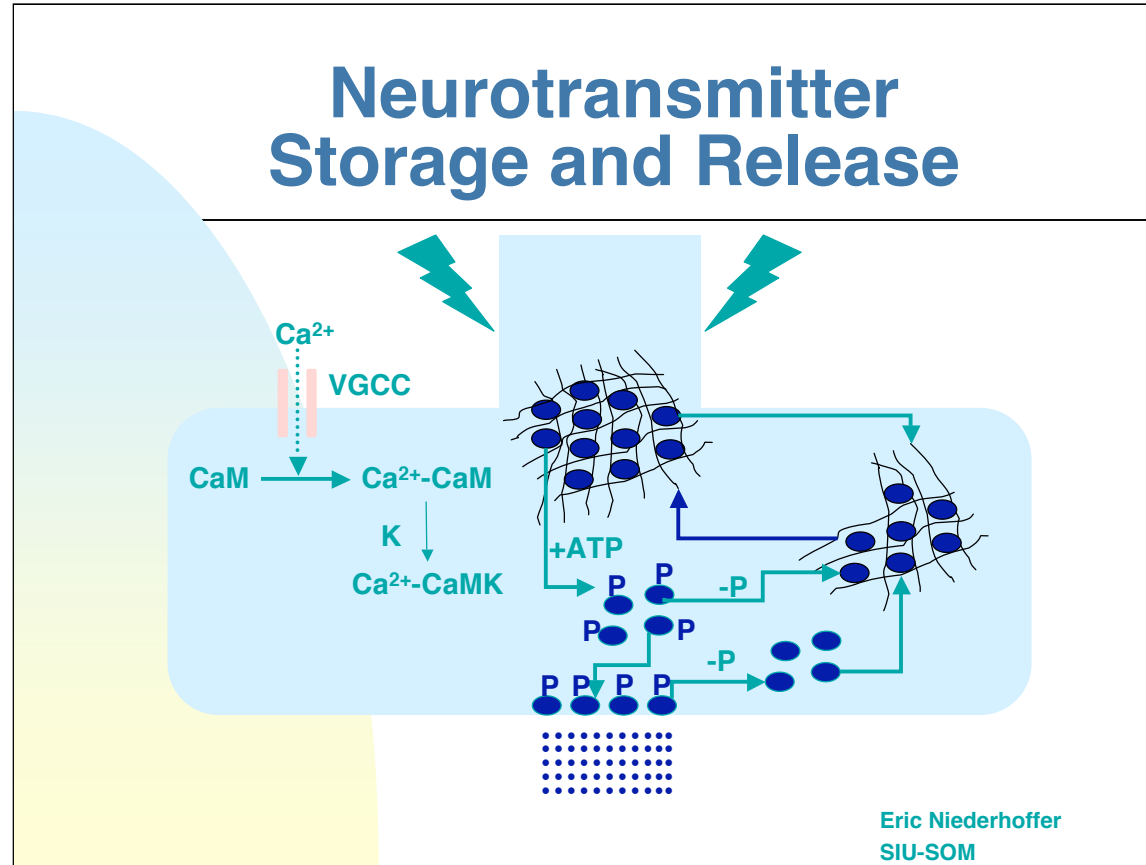 Neurotransmitter
Storage and Release
Ca²⁺
VGCC
CaM
Ca²⁺-CaM
K
Ca²⁺-CaMK
+ATP
P
P
P
P
-P
-P
P
P
P
P
Eric Niederhoffer
SIU-SOM